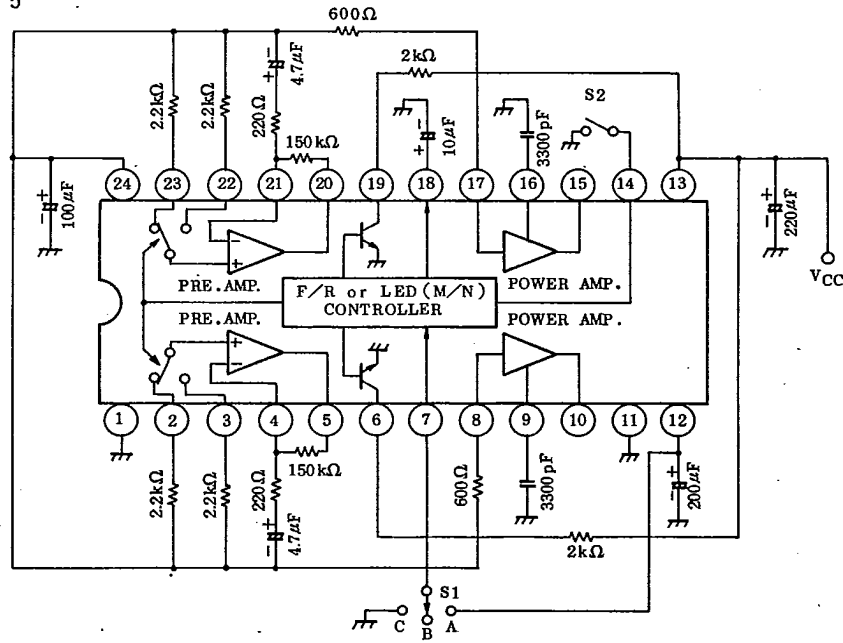 5
600Ω
2.2kΩ
2.2kΩ
4.7μF
220Ω
150kΩ
2kΩ
10μF
3300pF
S2
100μF
220μF
VCC
24
23
22
21
20
19
18
17
16
15
14
13
PRE.AMP.
F/R or LED(M/N)
CONTROLLER
POWER AMP.
PRE.AMP.
POWER AMP.
1
2
3
4
5
6
7
8
9
10
11
12
2.2kΩ
2.2kΩ
220Ω
4.7μF
150kΩ
600Ω
3300pF
200μF
2kΩ
S1
C
B
A